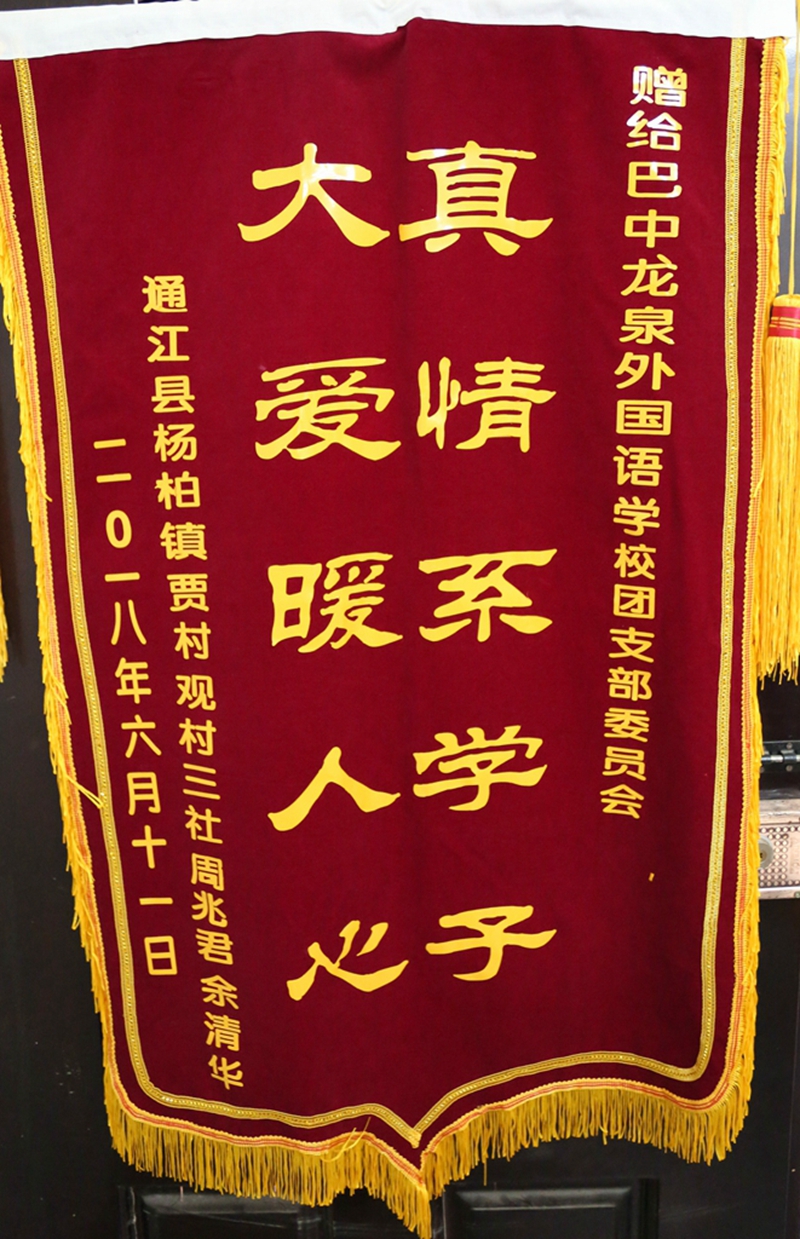 赠给巴中龙泉外国语学校团支部委员会
真情系学子
大爱暖人心
通江县杨柏镇贾村观村三社周兆君余清华
二0一八年六月十一日